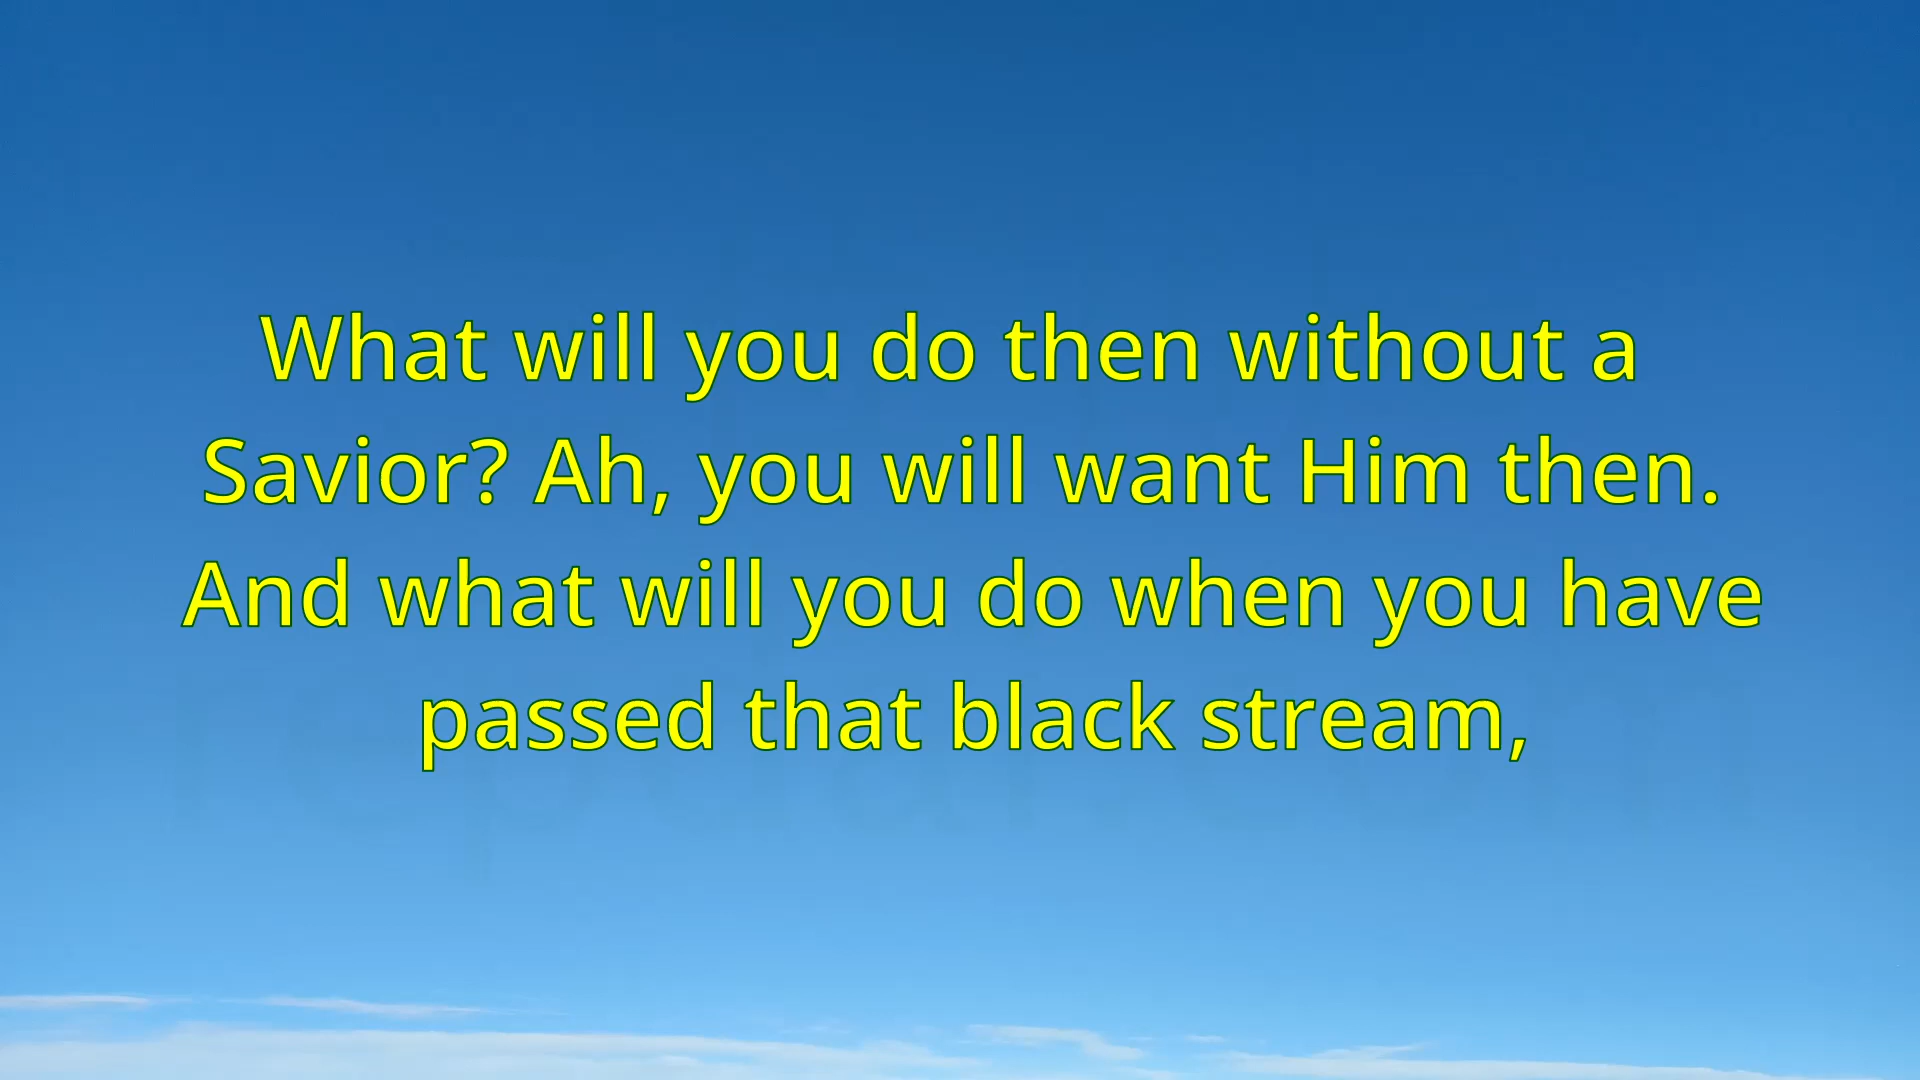 What will you do then without a
Savior? Ah, you will want Him then.
And what will you do when you have
passed that black stream,